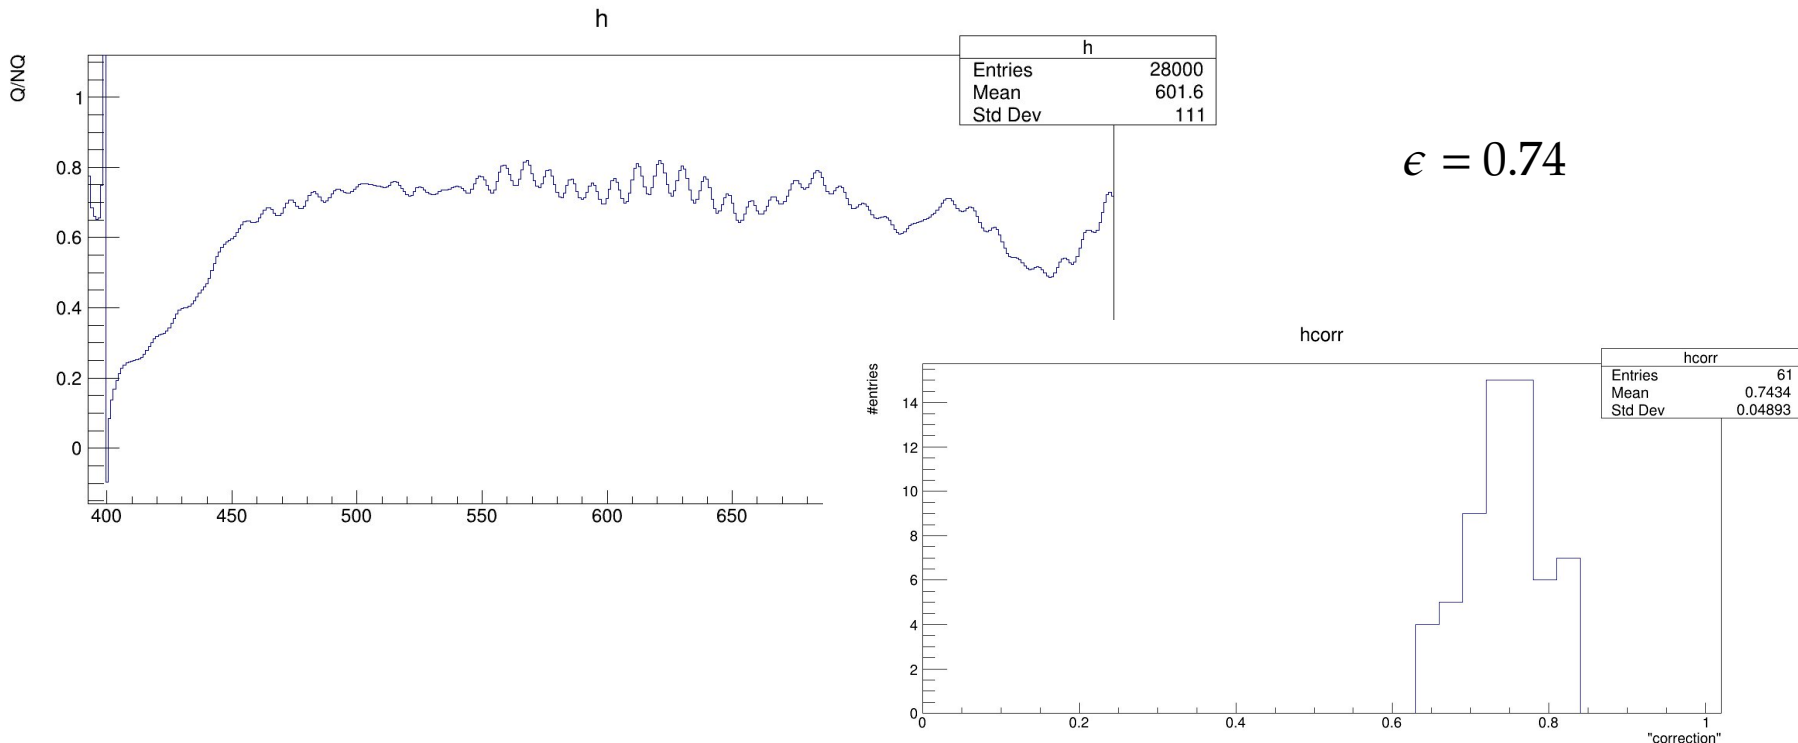 h
Q/NQ
h
Entries 28000
Mean 601.6
Std Dev 111
1
0.8
0.6
0.4
0.2
0
400 450 500 550 600 650
ϵ = 0.74
hcorr
#entries
hcorr
Entries 61
Mean 0.7434
Std Dev 0.04893
14
12
10
8
6
4
2
0
0 0.2 0.4 0.6 0.8 1
"correction"